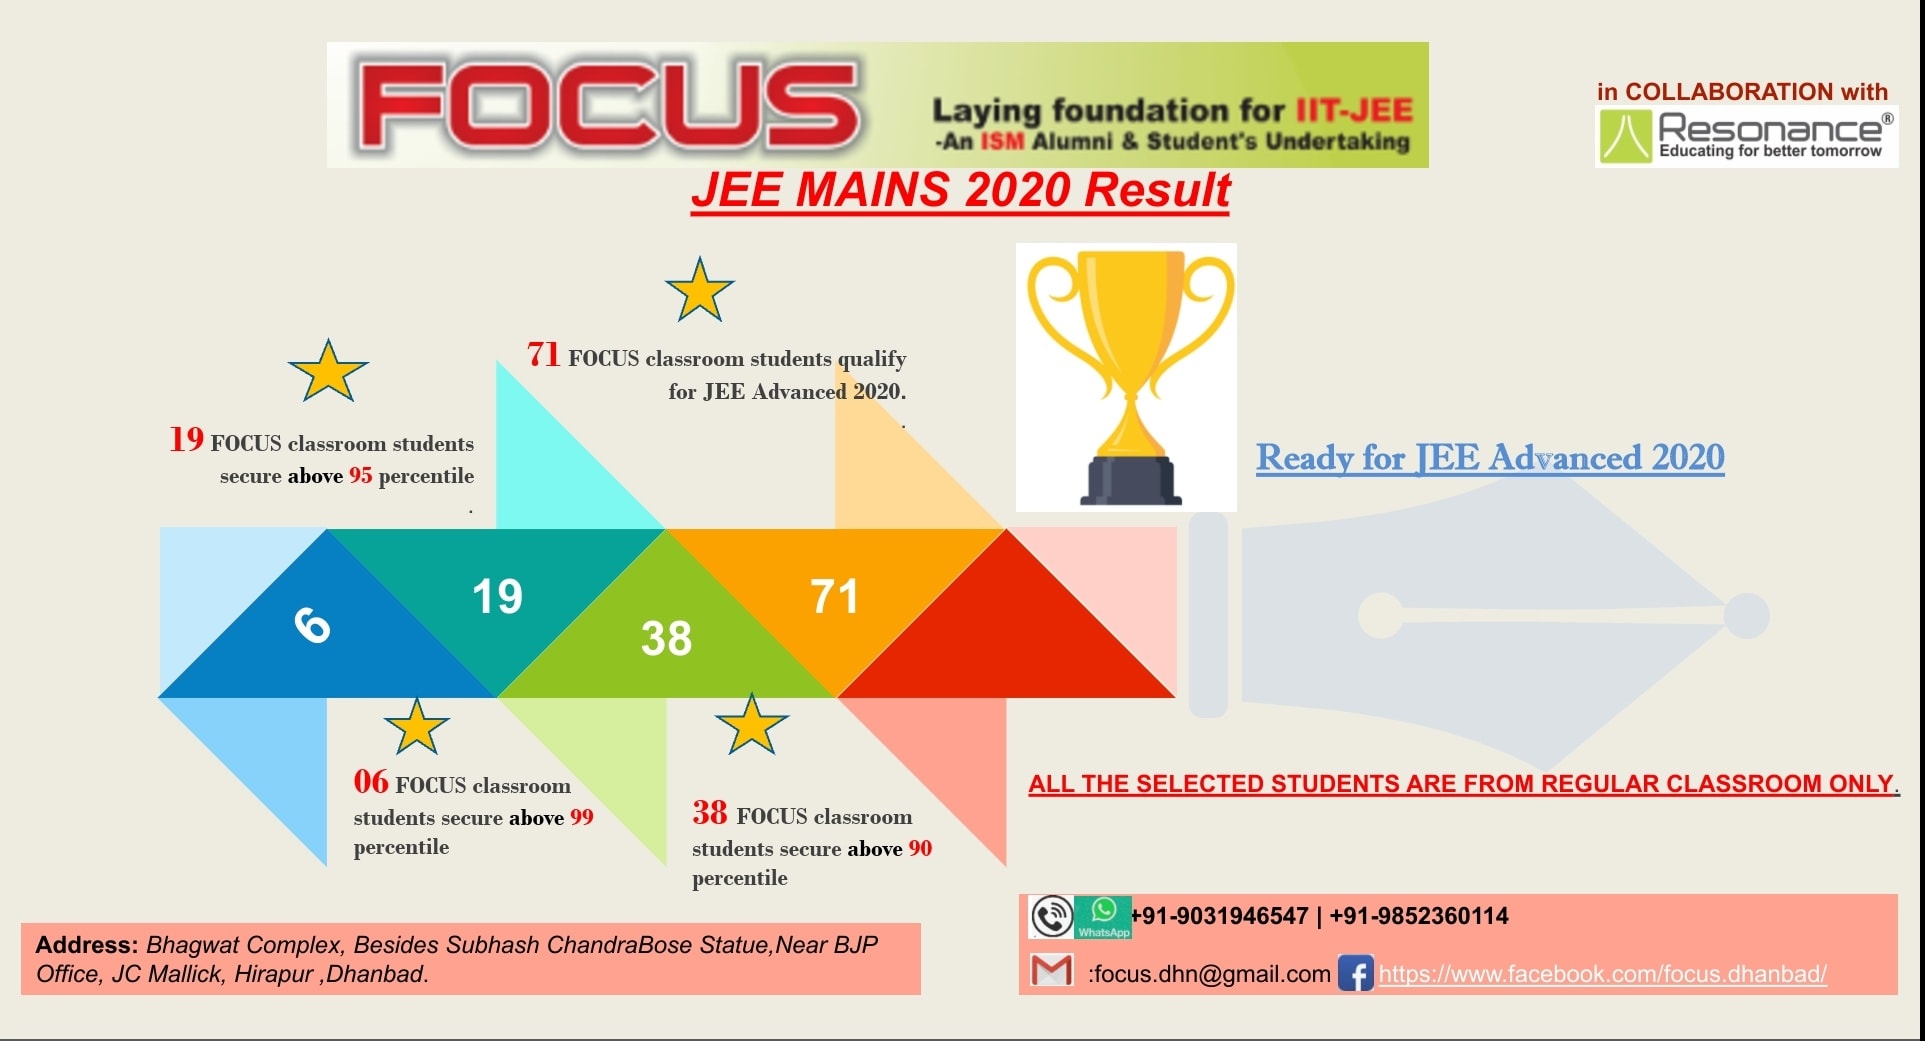 FOCUS
Laying foundation for IIT-JEE
-An ISM Alumni & Student's Undertaking
in COLLABORATION with
Resonance®
Educating for better tomorrow
JEE MAINS 2020 Result
71 FOCUS classroom students qualify
for JEE Advanced 2020.
.
19 FOCUS classroom students
secure above 95 percentile
.
Ready for JEE Advanced 2020
6
19
38
71
06 FOCUS classroom
students secure above 99
percentile
38 FOCUS classroom
students secure above 90
percentile
ALL THE SELECTED STUDENTS ARE FROM REGULAR CLASSROOM ONLY.
Address: Bhagwat Complex, Besides Subhash ChandraBose Statue,Near BJP
Office, JC Mallick, Hirapur ,Dhanbad.
WhatsApp
+91-9031946547 | +91-9852360114
:focus.dhn@gmail.com https://www.facebook.com/focus.dhanbad/